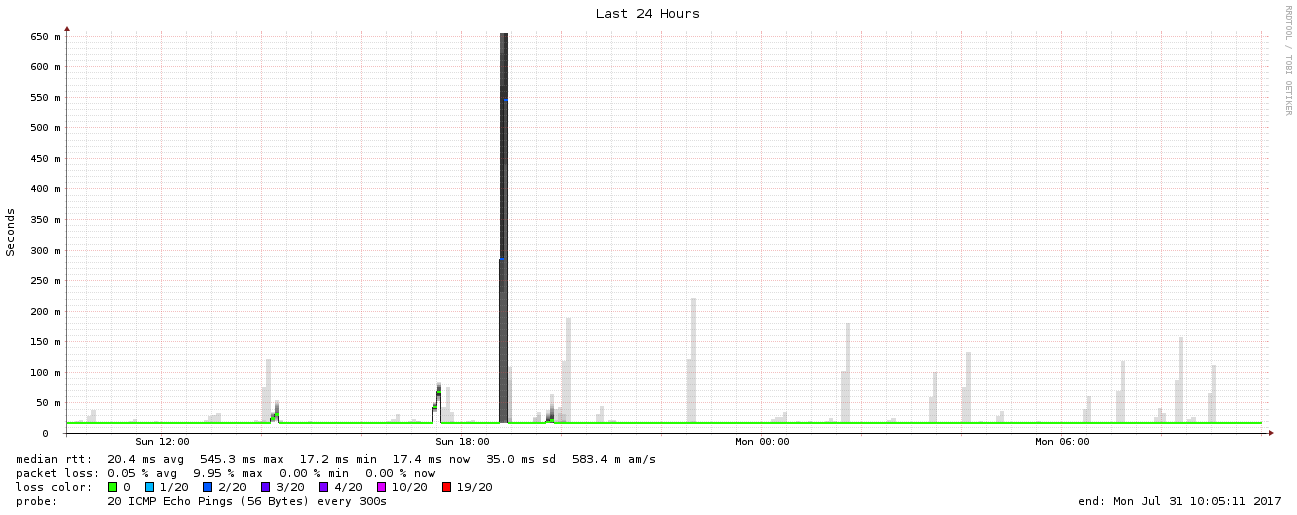 Last 24 Hours
RRDTOOL / TOBI OETIKER
Seconds
650 m
600 m
550 m
500 m
450 m
400 m
350 m
300 m
250 m
200 m
150 m
100 m
50 m
0
Sun 12:00 Sun 18:00 Mon 00:00 Mon 06:00
median rtt: 20.4 ms avg 545.3 ms max 17.2 ms min 17.4 ms now 35.0 ms sd 583.4 m am/s
packet loss: 0.05 % avg 9.95 % max 0.00 % min 0.00 % now
loss color: 0 1/20 2/20 3/20 4/20 10/20 19/20
probe: 20 ICMP Echo Pings (56 Bytes) every 300s end: Mon Jul 31 10:05:11 2017